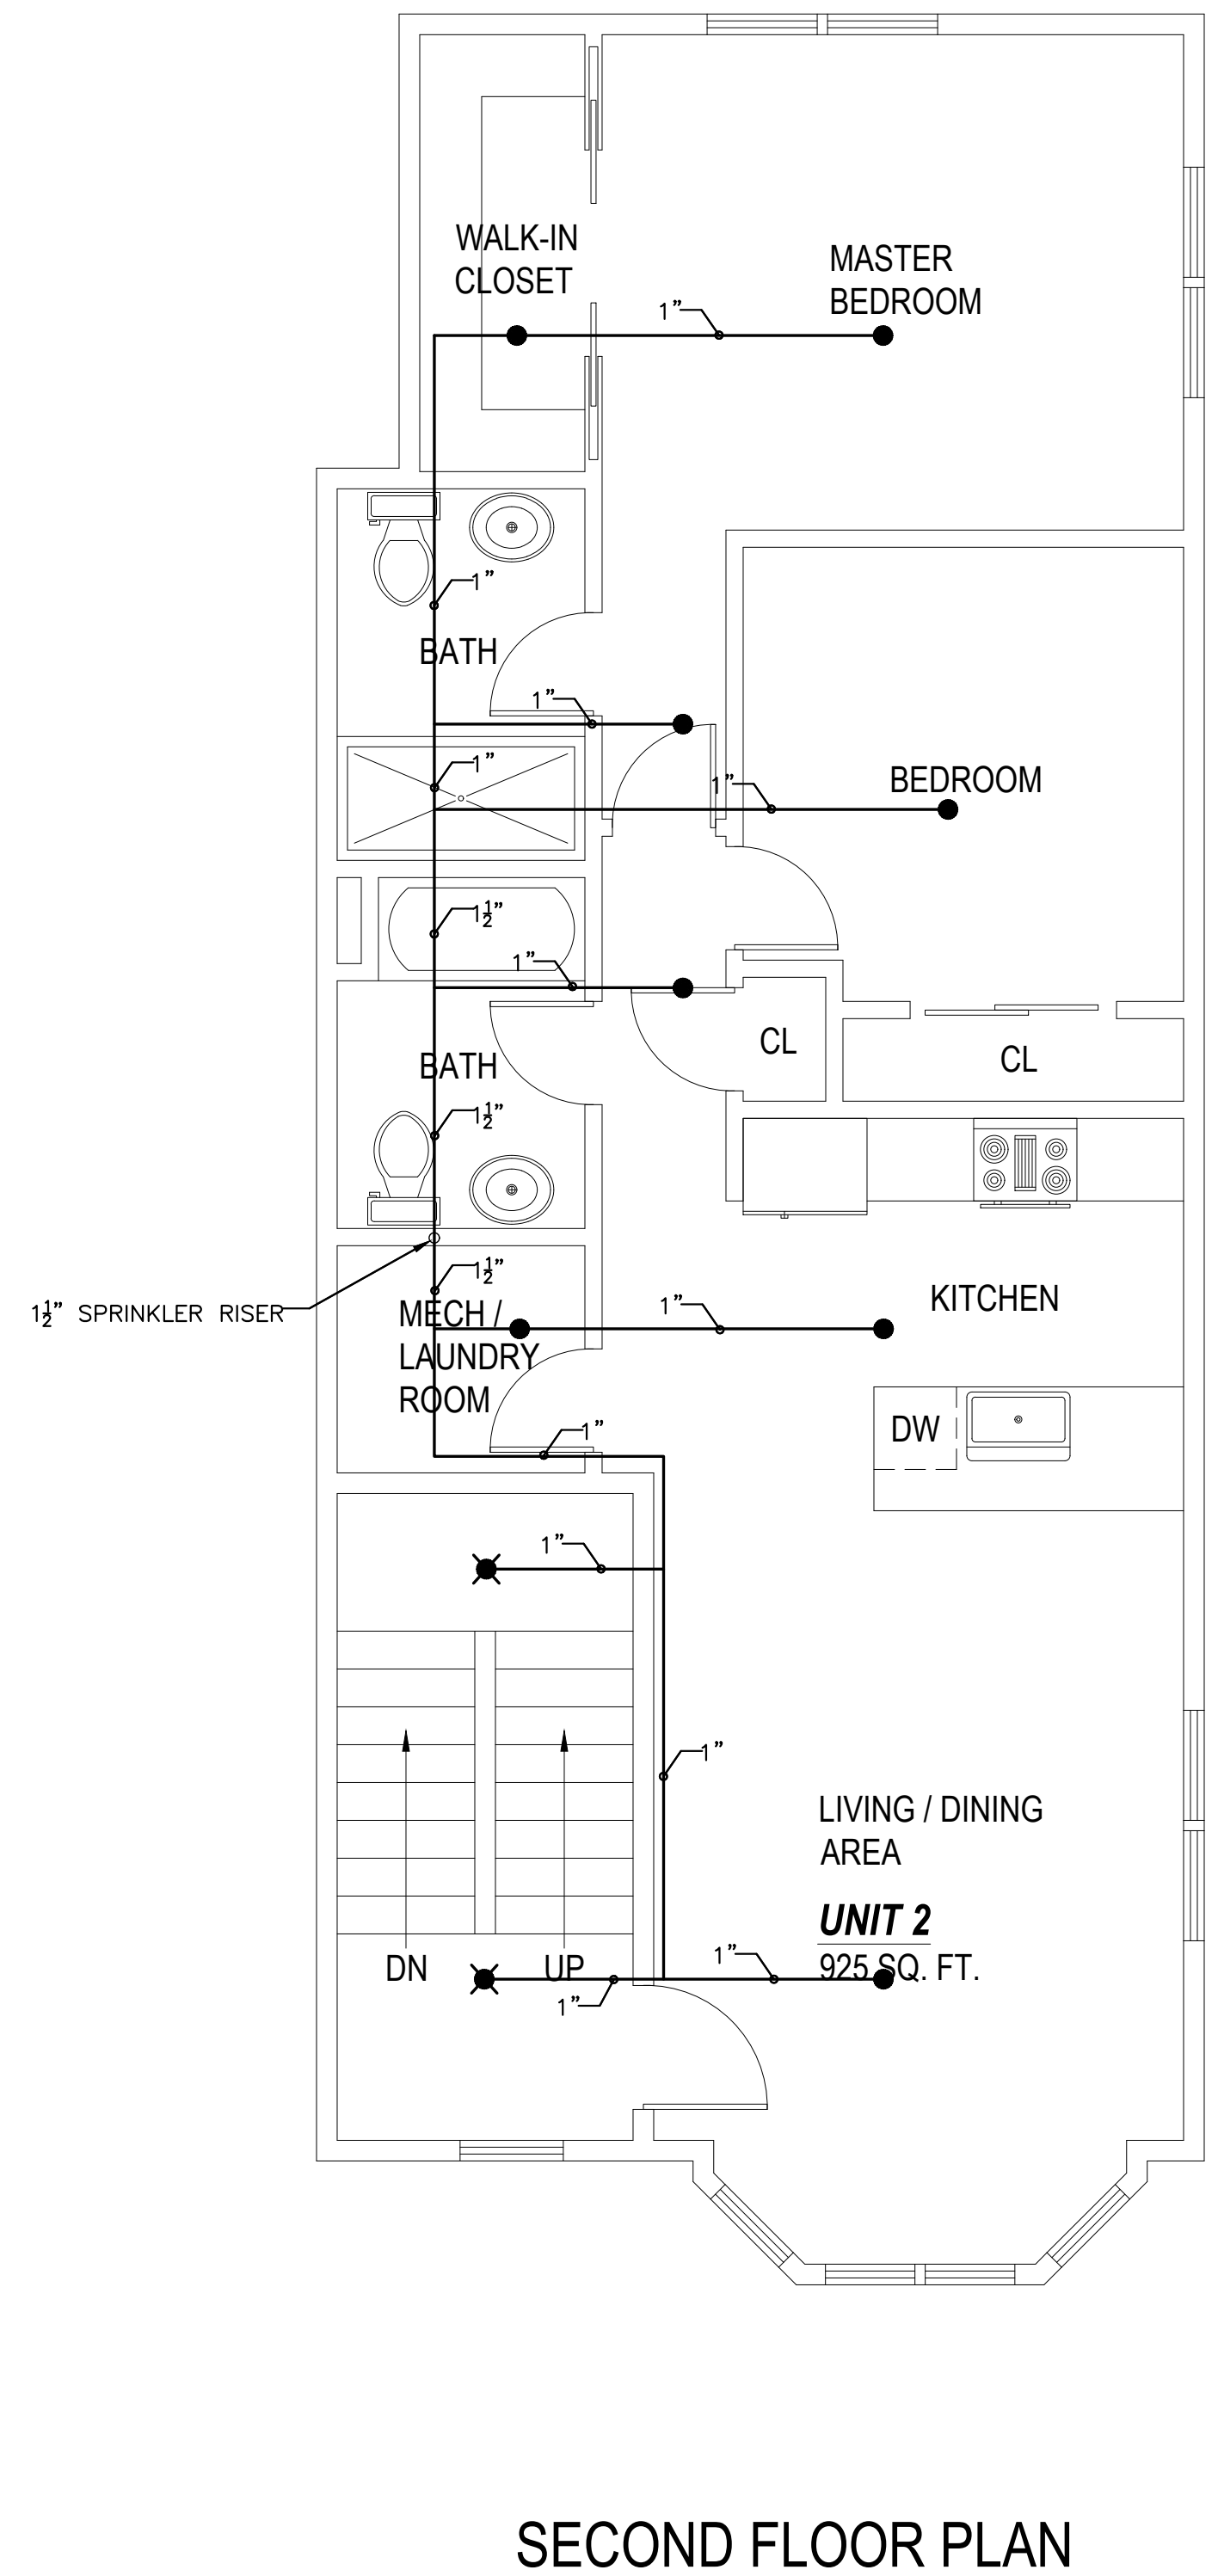 WALK-IN
CLOSET
MASTER
BEDROOM
1"
1"
BATH
1"
1"
1"
BEDROOM
1½"
1"
CL
CL
BATH
1½"
1½"
1½" SPRINKLER RISER
MECH /
LAUNDRY
ROOM
1"
KITCHEN
DW
1"
1"
1"
LIVING / DINING
AREA
UNIT 2
925 SQ. FT.
DN
UP
1"
1"
SECOND FLOOR PLAN